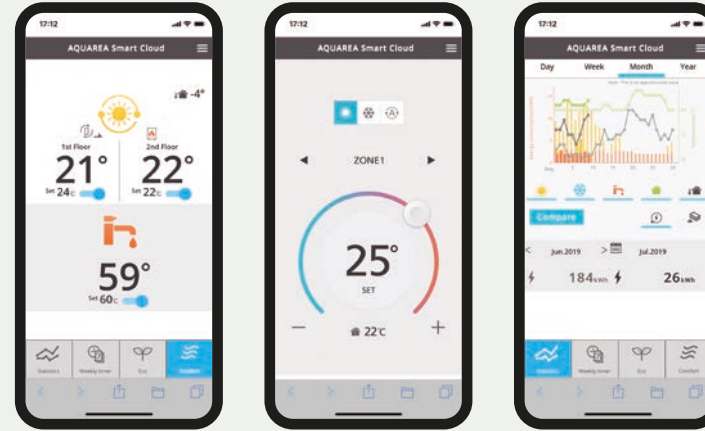 17:12
AQUAREA Smart Cloud
-4°
1st Floor
2nd Floor
21°
22°
Set 24℃
Set 22℃
59°
Set 60℃
Statistics
Weekly timer
Eco
Comfort
17:12
AQUAREA Smart Cloud
A
ZONE1
25°
SET
22℃
17:12
AQUAREA Smart Cloud
Day Week Month Year
Compare
< Jun.2019 > Jul.2019
184kWh 26kWh
Statistics
Weekly timer
Eco
Comfort